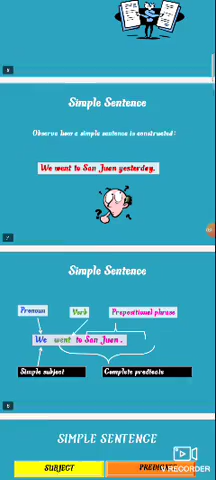 Simple Sentence
Observe how a simple sentence is constructed:
We went to San Juan yesterday.
Simple Sentence
Pronoun Verb Prepositional phrase
We went to San Juan .
Simple subject Complete predicate
SIMPLE SENTENCE
SUBJECT
RECORDER